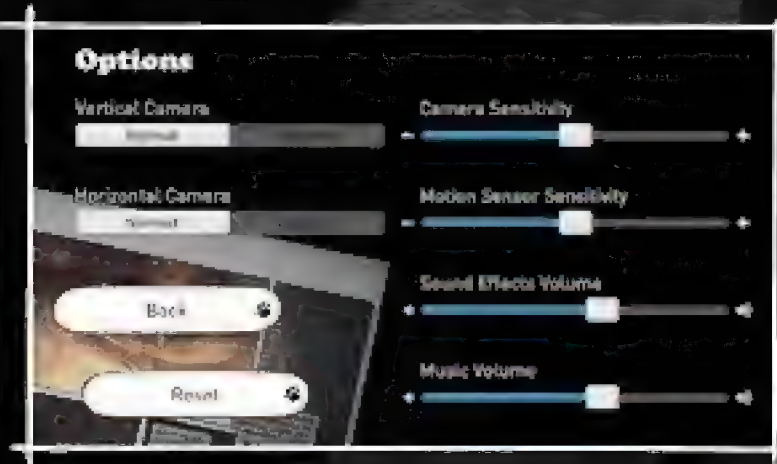 Options
Vertical Camera
Normal
Camera Sensitivity
Horizontal Camera
Normal
Motion Sensor Sensitivity
Sound Effects Volume
Back
Music Volume
Reset